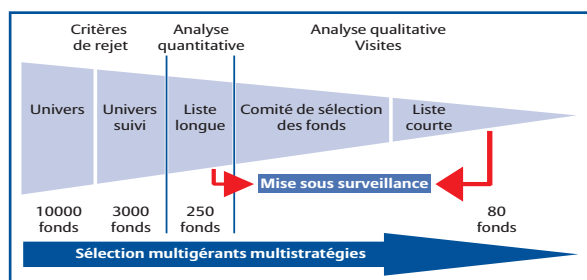 Critères de rejet
Analyse quantitative
Analyse qualitative
Visites
Univers
Univers suivi
Liste longue
Comité de sélection des fonds
Liste courte
Mise sous surveillance
10000 fonds
3000 fonds
250 fonds
80 fonds
Sélection multigérants multistratégies